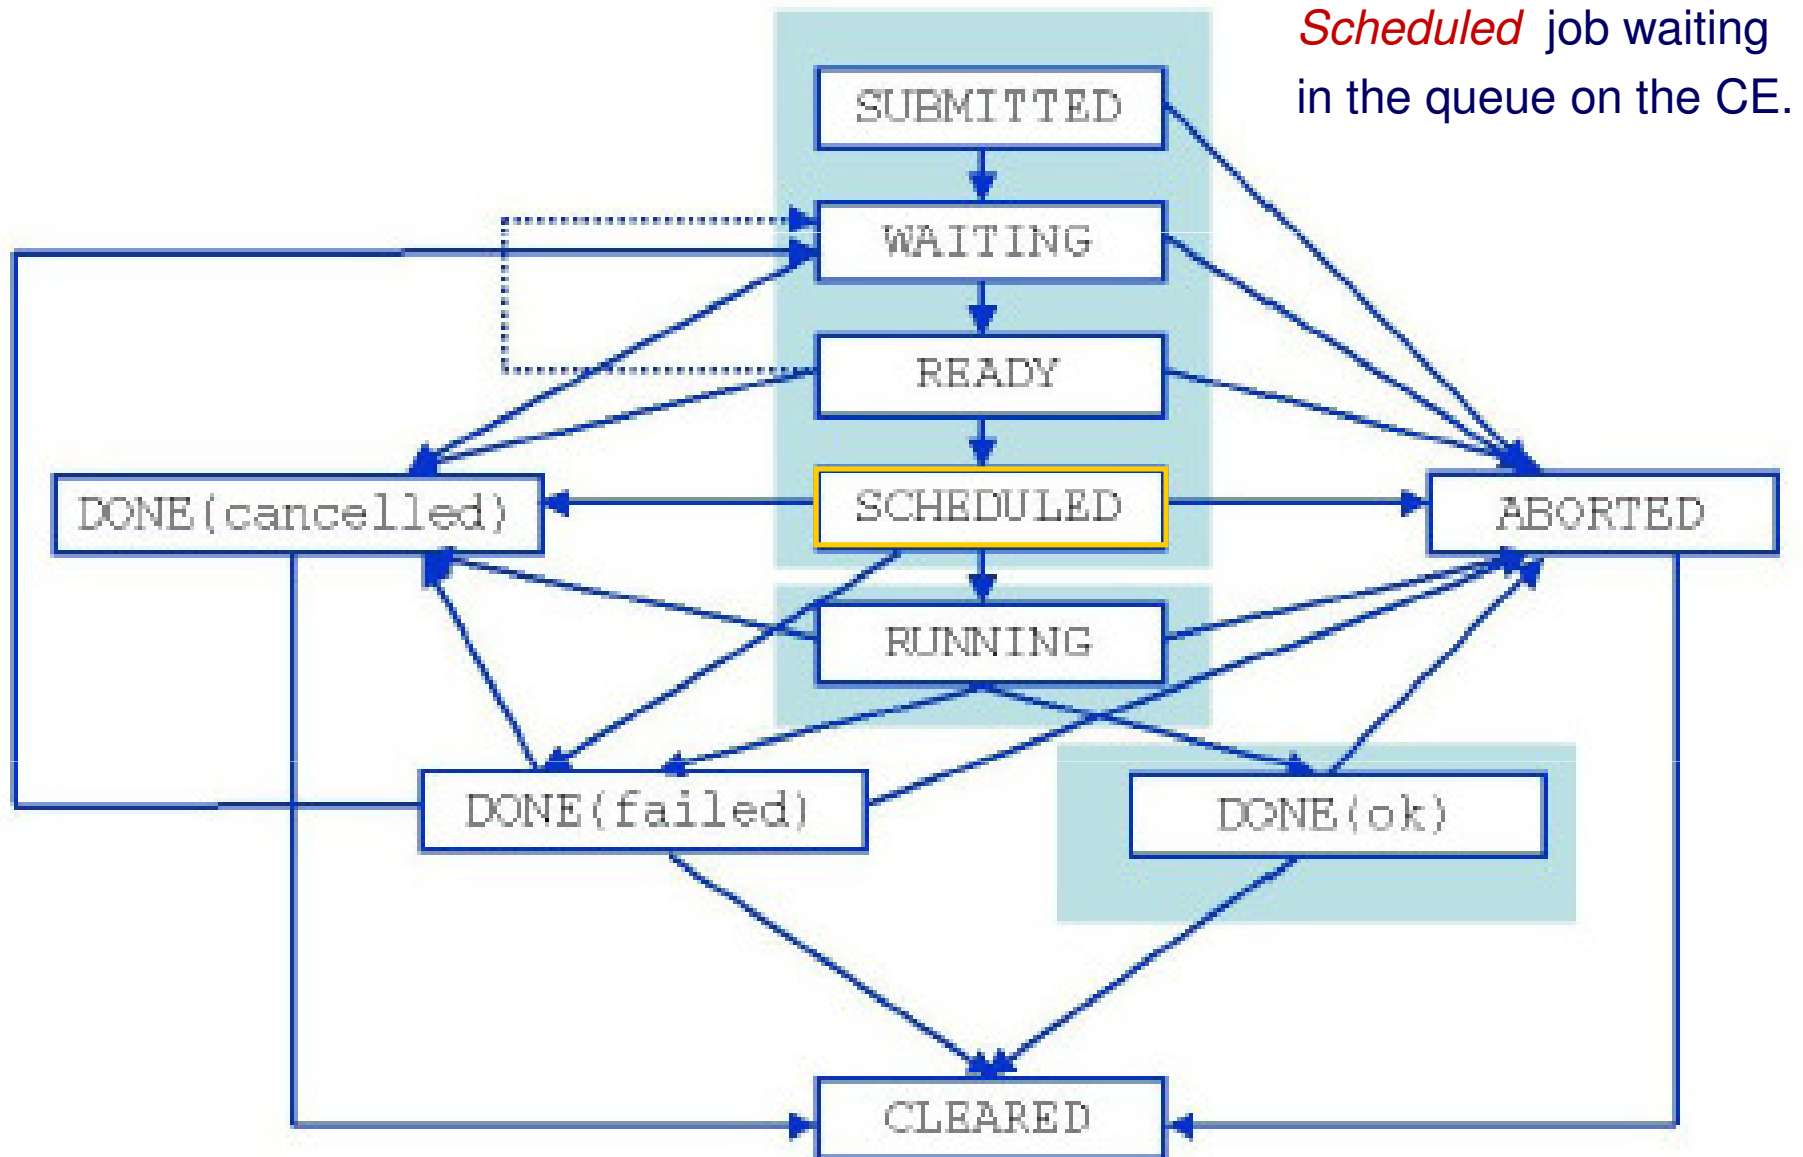 Scheduled job waiting
in the queue on the CE.
SUBMITTED
WAITING
READY
SCHEDULED
DONE(cancelled)
ABORTED
RUNNING
DONE(failed)
DONE(ok)
CLEARED